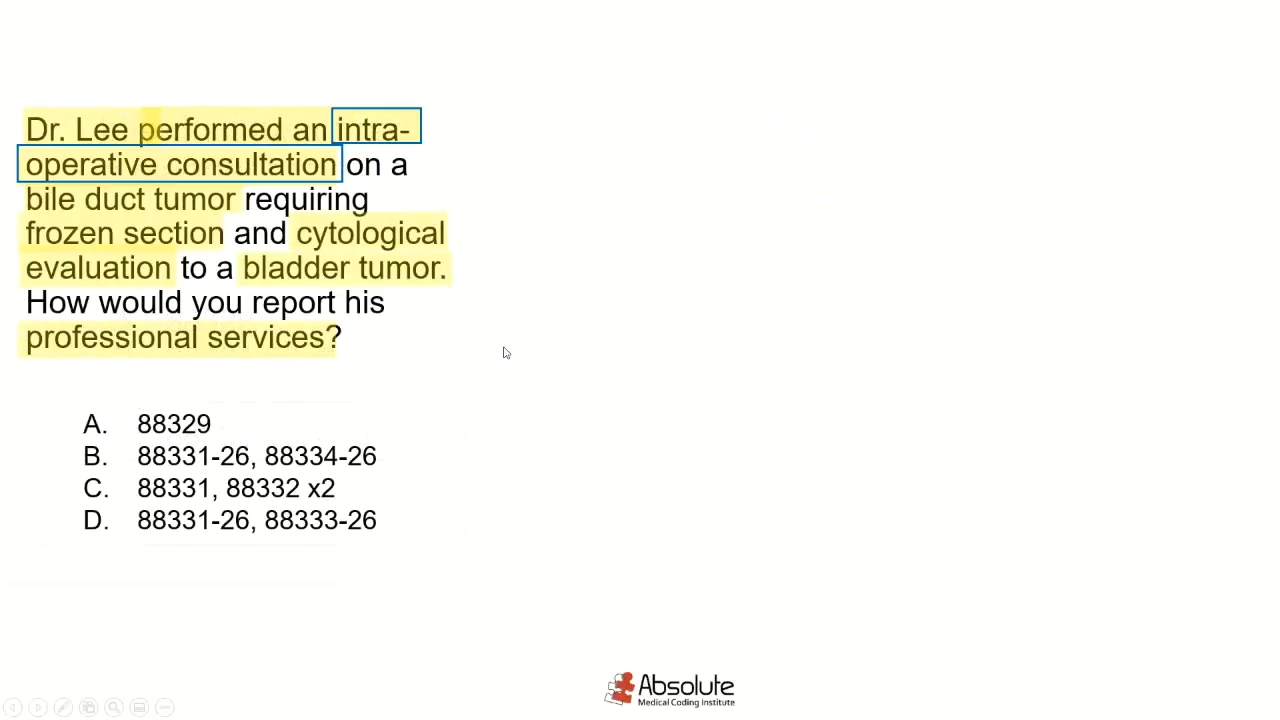 Dr. Lee performed an intra-
operative consultation on a
bile duct tumor requiring
frozen section and cytological
evaluation to a bladder tumor.
How would you report his
professional services?
A. 88329
B. 88331-26, 88334-26
C. 88331, 88332 x2
D. 88331-26, 88333-26
Absolute
Medical Coding Institute